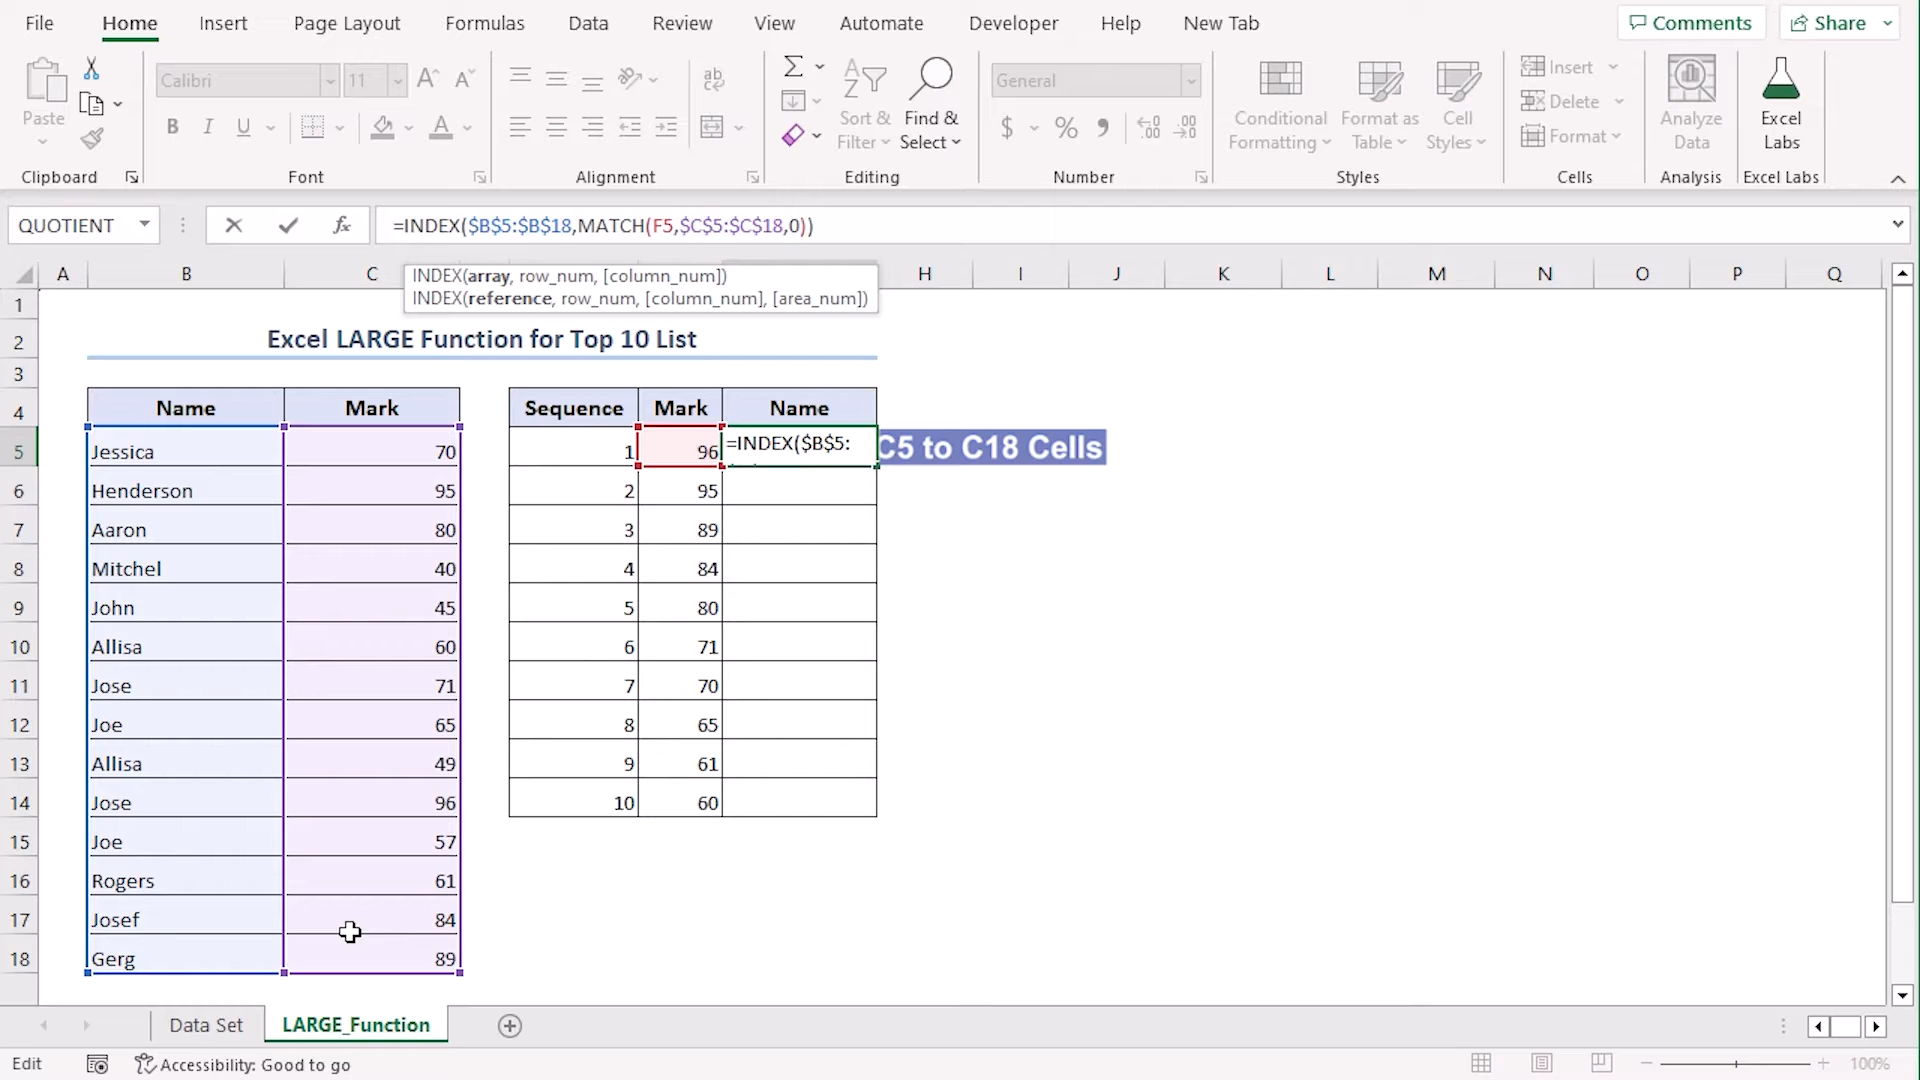 File Home Insert Page Layout Formulas Data Review View Automate Developer Help New Tab Comments Share
Calibri 11 ab General Insert
Paste Sort & Find & Conditional Format as Cell Delete Analyze Excel
B I U A Filter Select $ % Formatting Table Styles Format Data Labs
Clipboard Font Alignment Editing Number Styles Cells Analysis Excel Labs
QUOTIENT fx =INDEX($B$5:$B$18,MATCH(F5,$C$5:$C$18,0))
A B C H I J K L M N O P Q
INDEX(array, row_num, [column_num])
INDEX(reference, row_num, [column_num], [area_num])
1
2 Excel LARGE Function for Top 10 List
3
4 Name Mark Sequence Mark Name
5 Jessica 70 1 96 =INDEX($B$5: C5 to C18 Cells
6 Henderson 95 2 95
7 Aaron 80 3 89
8 Mitchel 40 4 84
9 John 45 5 80
10 Allisa 60 6 71
11 Jose 71 7 70
12 Joe 65 8 65
13 Allisa 49 9 61
14 Jose 96 10 60
15 Joe 57
16 Rogers 61
17 Josef 84
18 Gerg 89
Data Set LARGE_Function
Edit Accessibility: Good to go 100%